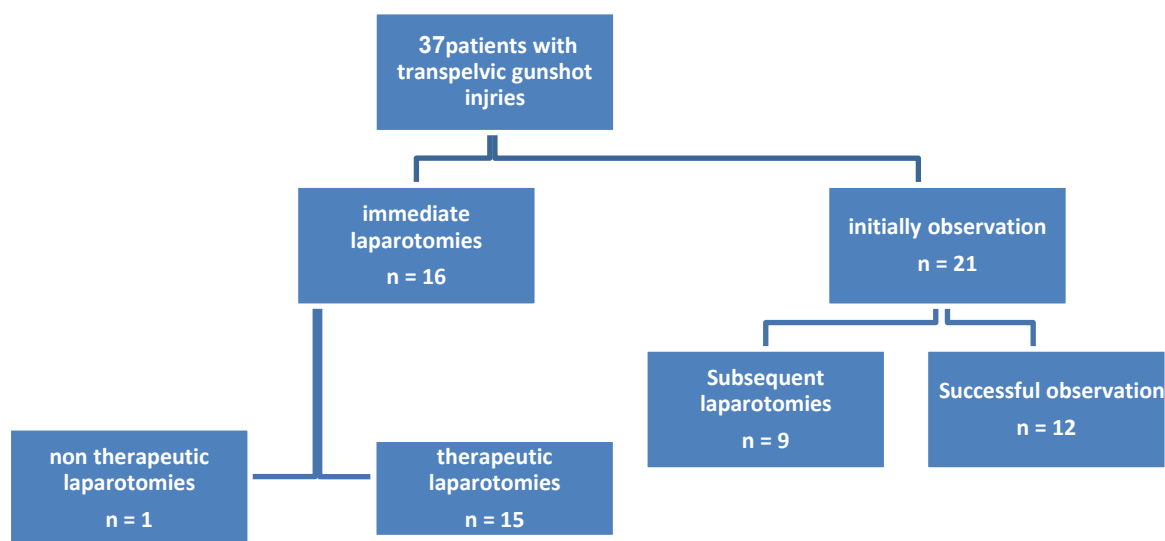 37patients with
transpelvic gunshot
injries
immediate
laparotomies
n = 16
initially observation
n = 21
Subsequent
laparotomies
n = 9
Successful observation
n = 12
non therapeutic
laparotomies
n = 1
therapeutic
laparotomies
n = 15